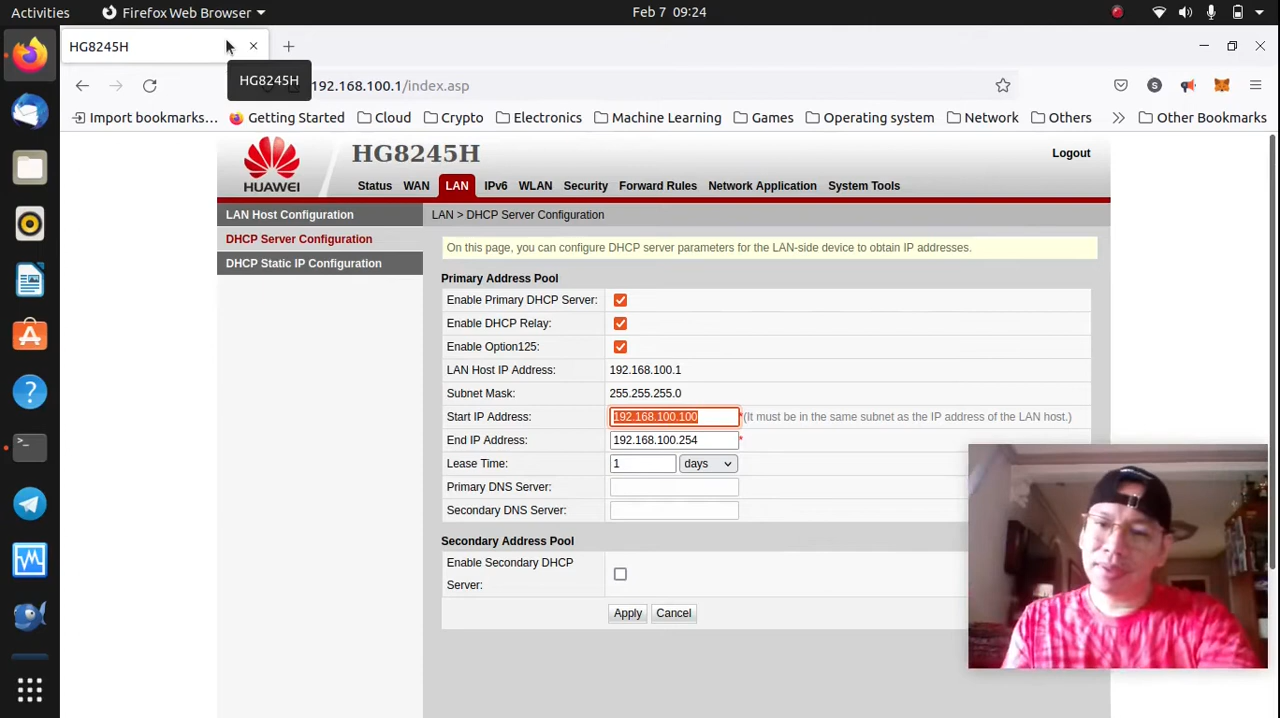 Activities Firefox Web Browser Feb 7 09:24
HG8245H
HG8245H
192.168.100.1/index.asp
Import bookmarks... Getting Started Cloud Crypto Electronics Machine Learning Games Operating system Network Others Other Bookmarks
HUAWEI
HG8245H
Logout
Status WAN LAN IPv6 WLAN Security Forward Rules Network Application System Tools
LAN Host Configuration
DHCP Server Configuration
DHCP Static IP Configuration
LAN > DHCP Server Configuration
On this page, you can configure DHCP server parameters for the LAN-side device to obtain IP addresses.
Primary Address Pool
Enable Primary DHCP Server:
Enable DHCP Relay:
Enable Option125:
LAN Host IP Address: 192.168.100.1
Subnet Mask: 255.255.255.0
Start IP Address: 192.168.100.100 *(It must be in the same subnet as the IP address of the LAN host.)
End IP Address: 192.168.100.254 *
Lease Time: 1 days
Primary DNS Server:
Secondary DNS Server:
Secondary Address Pool
Enable Secondary DHCP
Server:
Apply Cancel